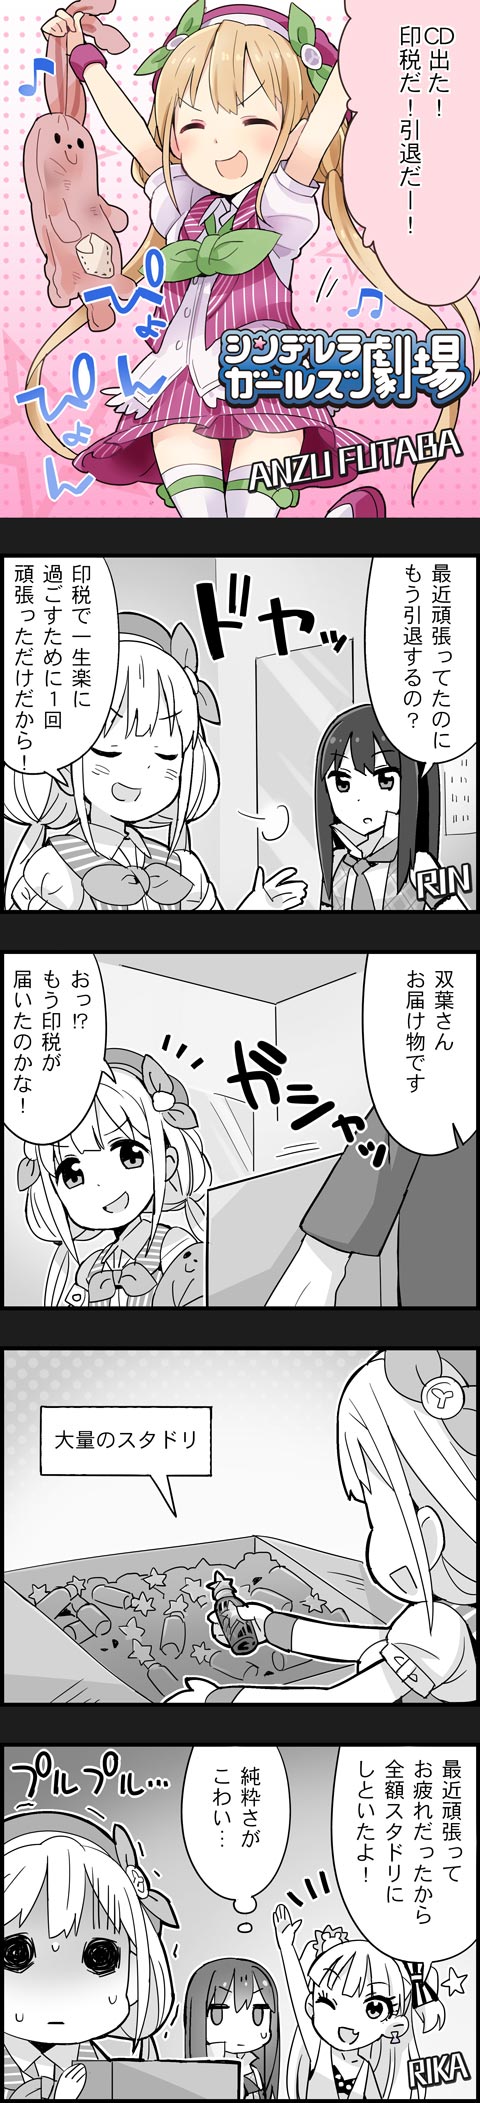 CD出た！
印税だ！引退だー！
ぴょん
ぴょん
シンデレラ
ガールズ劇場
ANZU FUTABA
最近頑張ってたのに
もう引退するの？
ドヤッ
印税で一生楽に
過ごすために１回
頑張っただけだから！
RIN
双葉さん
お届け物です
ガシャッ
おっ!?
もう印税が
届いたのかな！
大量のスタドリ
最近頑張って
お疲れだったから
全額スタドリに
しといたよ！
純粋さが
こわい…
プルプル…
RIKA